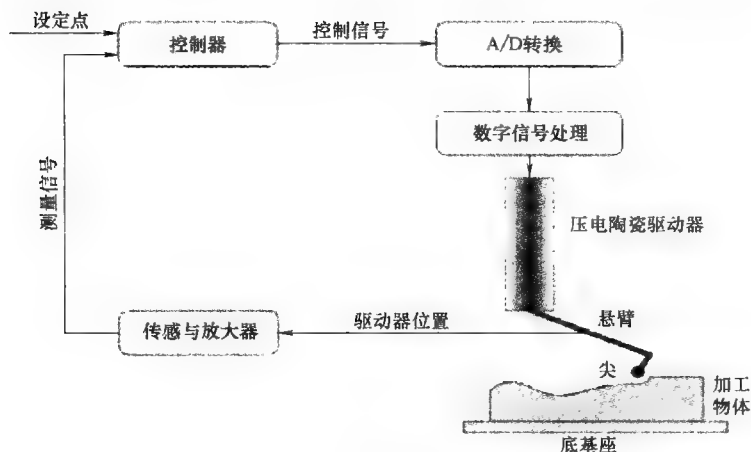 设定点
控制器
控制信号
A/D转换
数字信号处理
测量信号
压电陶瓷驱动器
传感与放大器
驱动器位置
悬臂
尖
加工
物体
底基座